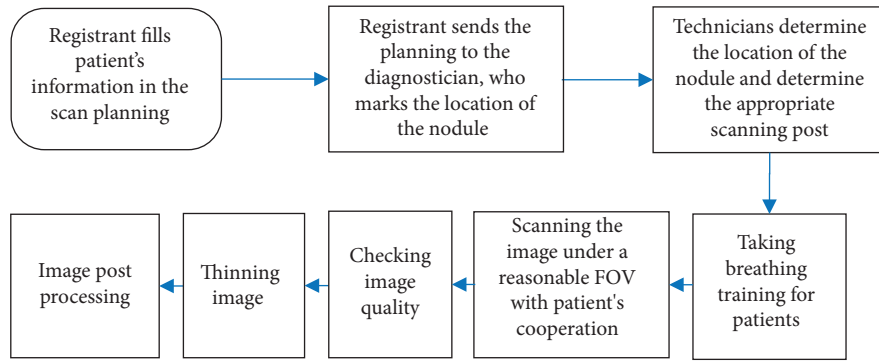 Registrant fills
patient's
information in the
scan planning
Registrant sends the
planning to the
diagnostician, who
marks the location of
the nodule
Technicians determine
the location of the
nodule and determine
the appropriate
scanning post
Taking
breathing
training for
patients
Scanning the
image under a
reasonable FOV
with patient's
cooperation
Checking
image
quality
Thinning
image
Image post
processing